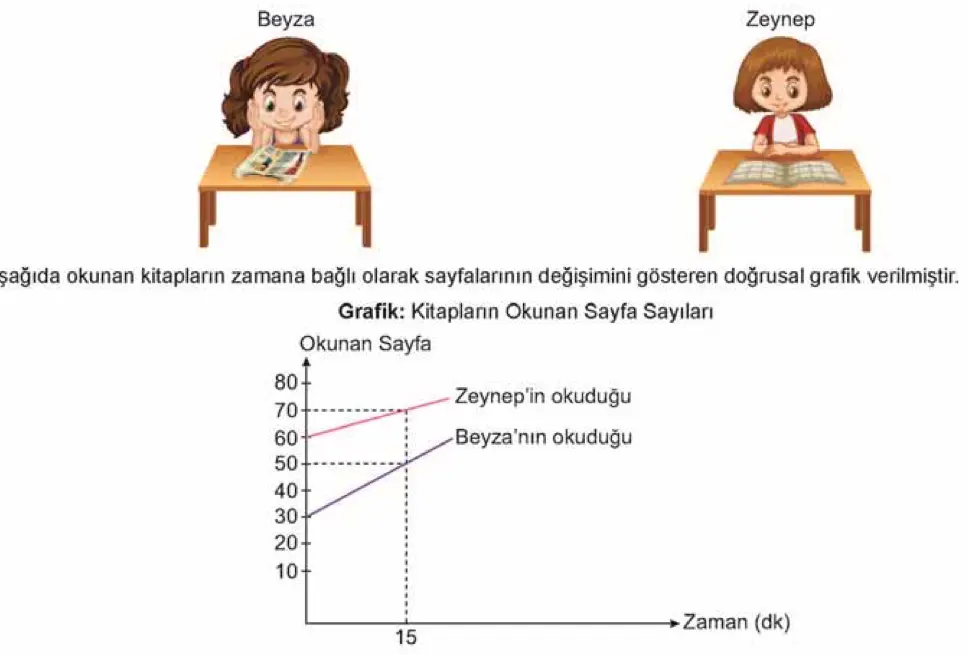 Beyza
Zeynep
şağıda okunan kitapların zamana bağlı olarak sayfalarının değişimini gösteren doğrusal grafik verilmiştir.
Grafik: Kitapların Okunan Sayfa Sayıları
Okunan Sayfa
80
70
60
50
40
30
20
10
Zeynep'in okuduğu
Beyza'nın okuduğu
15
Zaman (dk)